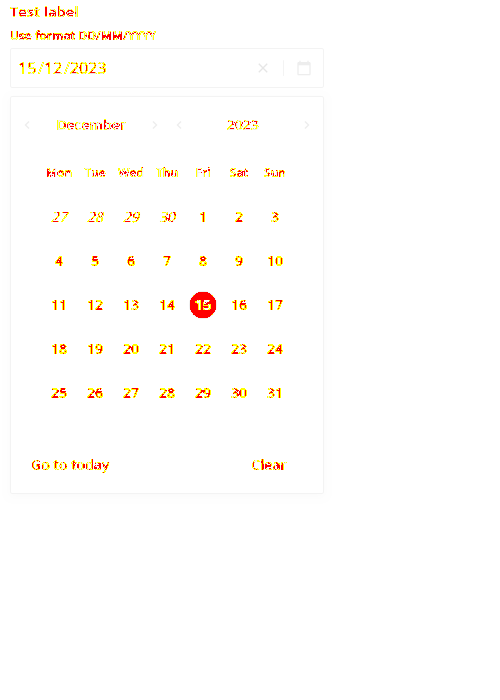 Test label
Use format DD/MM/YYYY
15/12/2023
December 2023
Mon Tue Wed Thu Fri Sat Sun
27 28 29 30 1 2 3
4 5 6 7 8 9 10
11 12 13 14 15 16 17
18 19 20 21 22 23 24
25 26 27 28 29 30 31
Go to today Clear